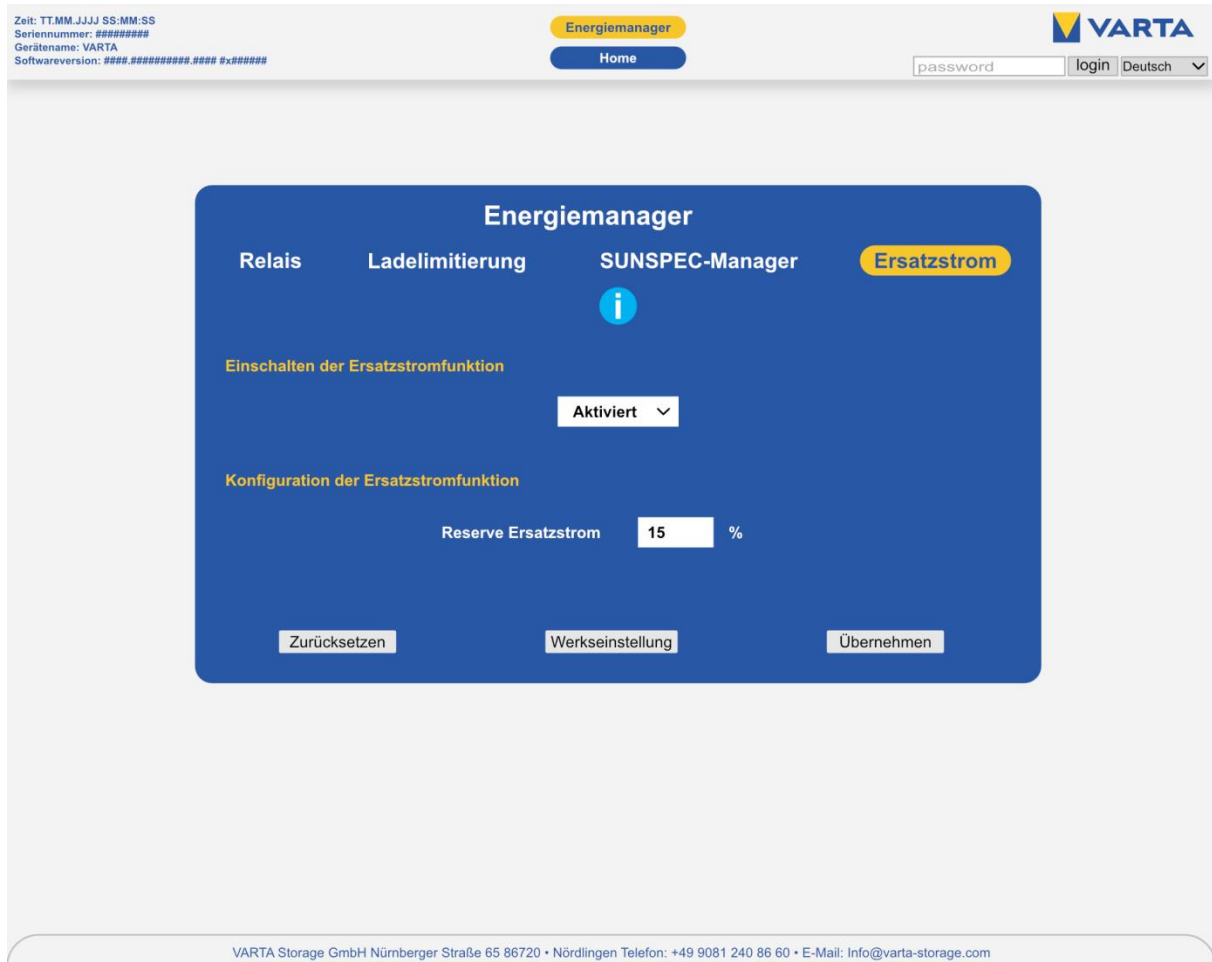 Zeit: TT.MM.JJJJ SS:MM:SS
Seriennummer: #########
Gerätename: VARTA
Softwareversion: ####.##########.#### #x######
Energiemanager
Home
VARTA
password login Deutsch
Energiemanager
Relais Ladelimitierung SUNSPEC-Manager Ersatzstrom
i
Einschalten der Ersatzstromfunktion
Aktiviert
Konfiguration der Ersatzstromfunktion
Reserve Ersatzstrom 15 %
Zurücksetzen Werkseinstellung Übernehmen
VARTA Storage GmbH Nürnberger Straße 65 86720 • Nördlingen Telefon: +49 9081 240 86 60 • E-Mail: Info@varta-storage.com